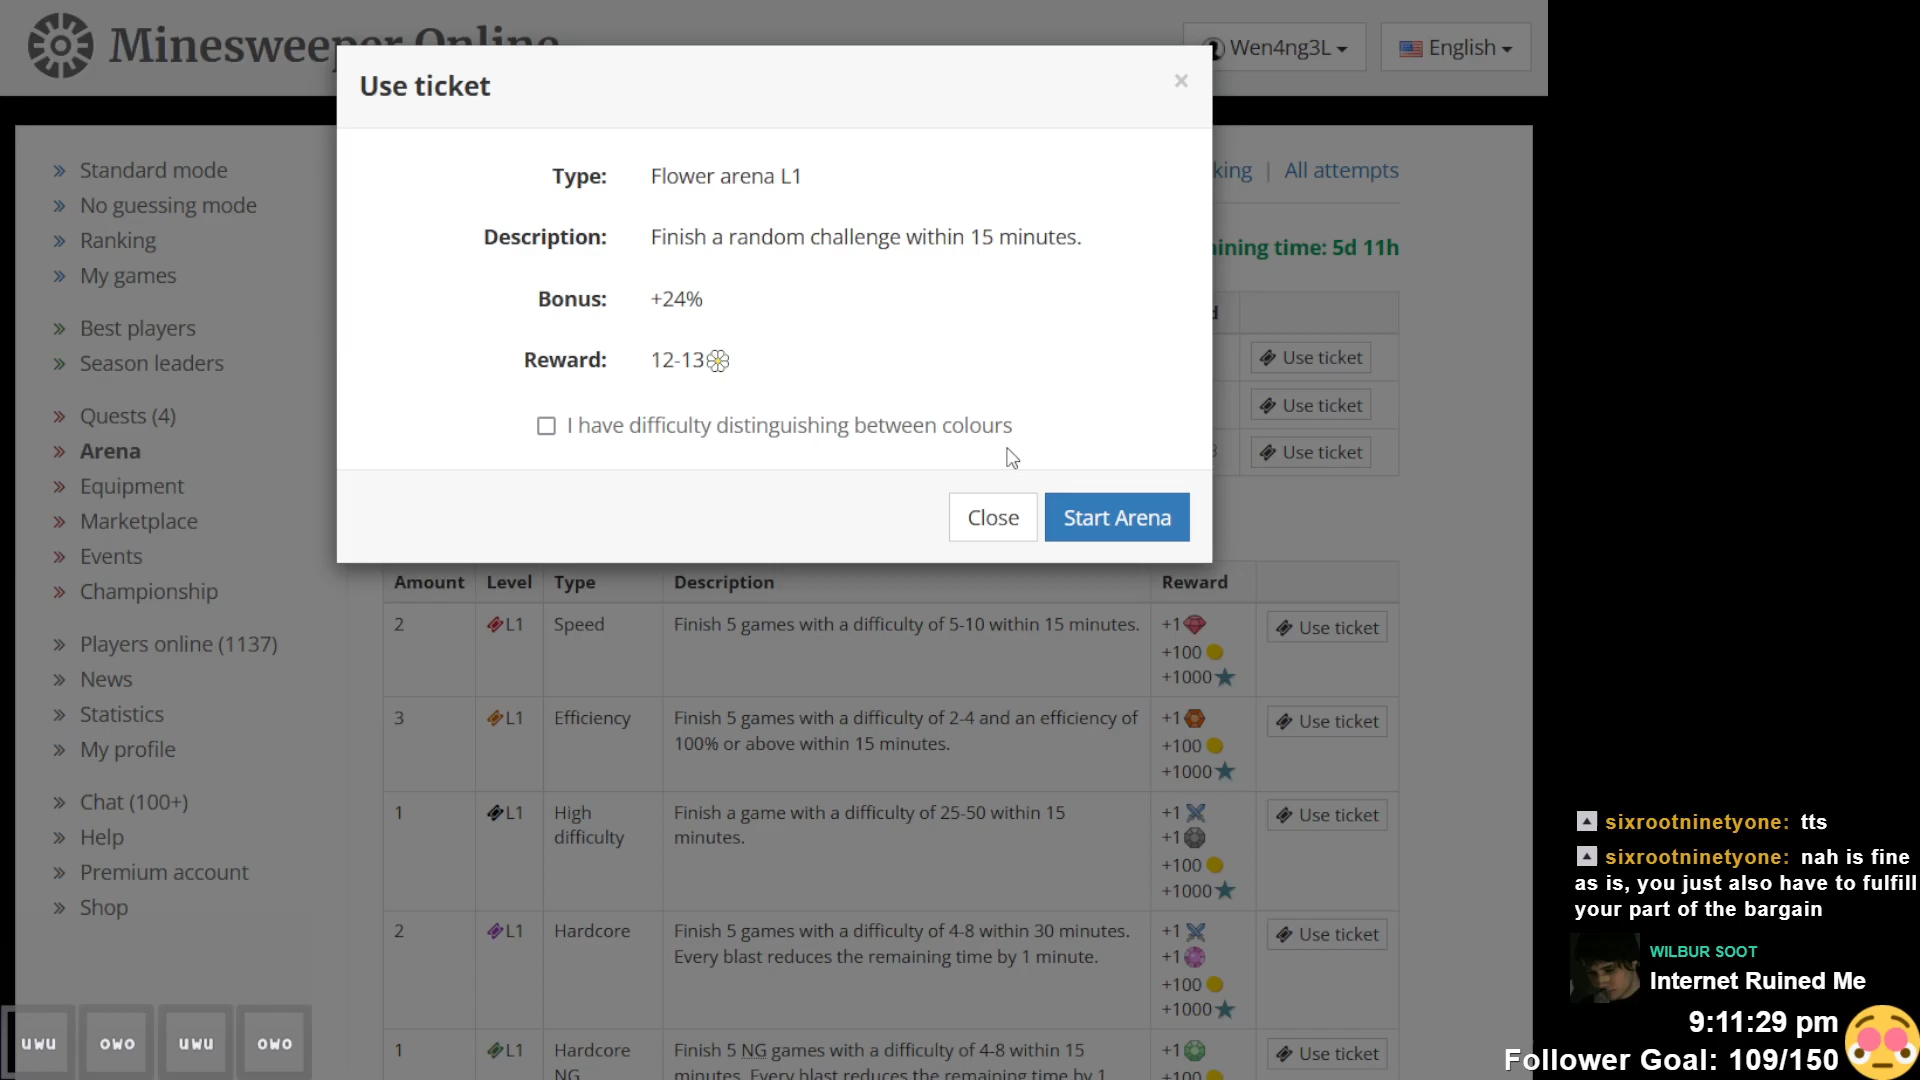 Minesweeper Online
Wen4ng3L
English
Use ticket
×
Type: Flower arena L1
Description: Finish a random challenge within 15 minutes.
Bonus: +24%
Reward: 12-13
I have difficulty distinguishing between colours
Close
Start Arena
king | All attempts
ining time: 5d 11h
Use ticket
Use ticket
Use ticket
» Standard mode
» No guessing mode
» Ranking
» My games
» Best players
» Season leaders
» Quests (4)
» Arena
» Equipment
» Marketplace
» Events
» Championship
» Players online (1137)
» News
» Statistics
» My profile
» Chat (100+)
» Help
» Premium account
» Shop
Amount Level Type Description Reward
2 L1 Speed Finish 5 games with a difficulty of 5-10 within 15 minutes. +1 Use ticket
+100
+1000
3 L1 Efficiency Finish 5 games with a difficulty of 2-4 and an efficiency of +1 Use ticket
100% or above within 15 minutes. +100
+1000
1 L1 High Finish a game with a difficulty of 25-50 within 15 +1 Use ticket
difficulty minutes. +1
+100
+1000
2 L1 Hardcore Finish 5 games with a difficulty of 4-8 within 30 minutes. +1 Use ticket
Every blast reduces the remaining time by 1 minute. +1
+100
+1000
1 L1 Hardcore Finish 5 NG games with a difficulty of 4-8 within 15 +1 Use ticket
NG minutes. Every blast reduces the remaining time by 1 +100
uwu owo uwu owo
sixrootninetyone: tts
sixrootninetyone: nah is fine
as is, you just also have to fulfill
your part of the bargain
WILBUR SOOT
Internet Ruined Me
9:11:29 pm
Follower Goal: 109/150